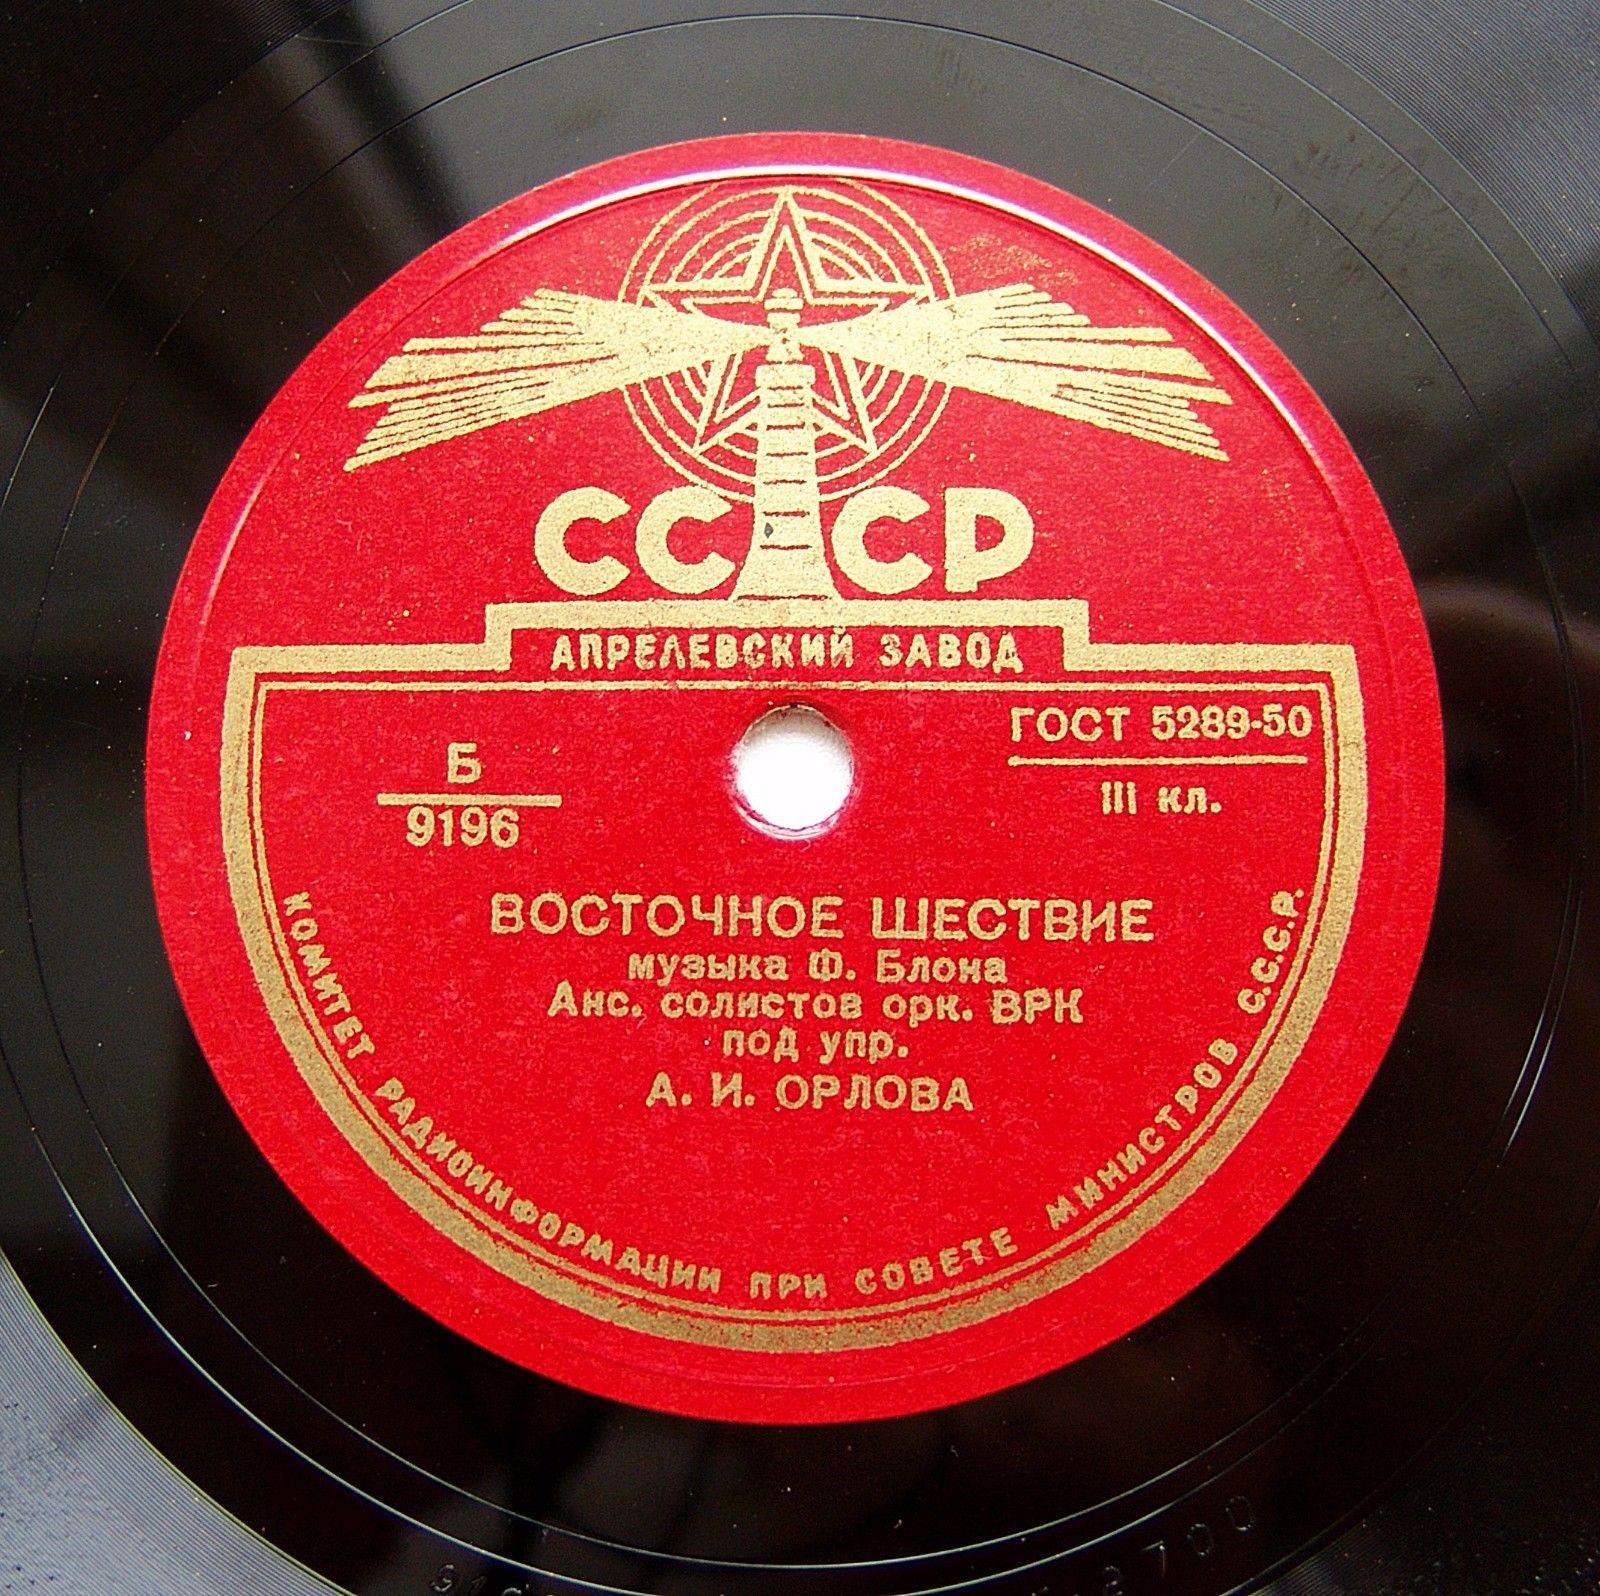 СССР
АПРЕЛЕВСКИЙ ЗАВОД
ГОСТ 5289-50
III кл.
Б
9196
ВОСТОЧНОЕ ШЕСТВИЕ
музыка Ф. Блона
Анс. солистов орк. ВРК
под упр.
А. И. ОРЛОВА
КОМИТЕТ РАДИОИНФОРМАЦИИ ПРИ СОВЕТЕ МИНИСТРОВ С.С.С.Р.